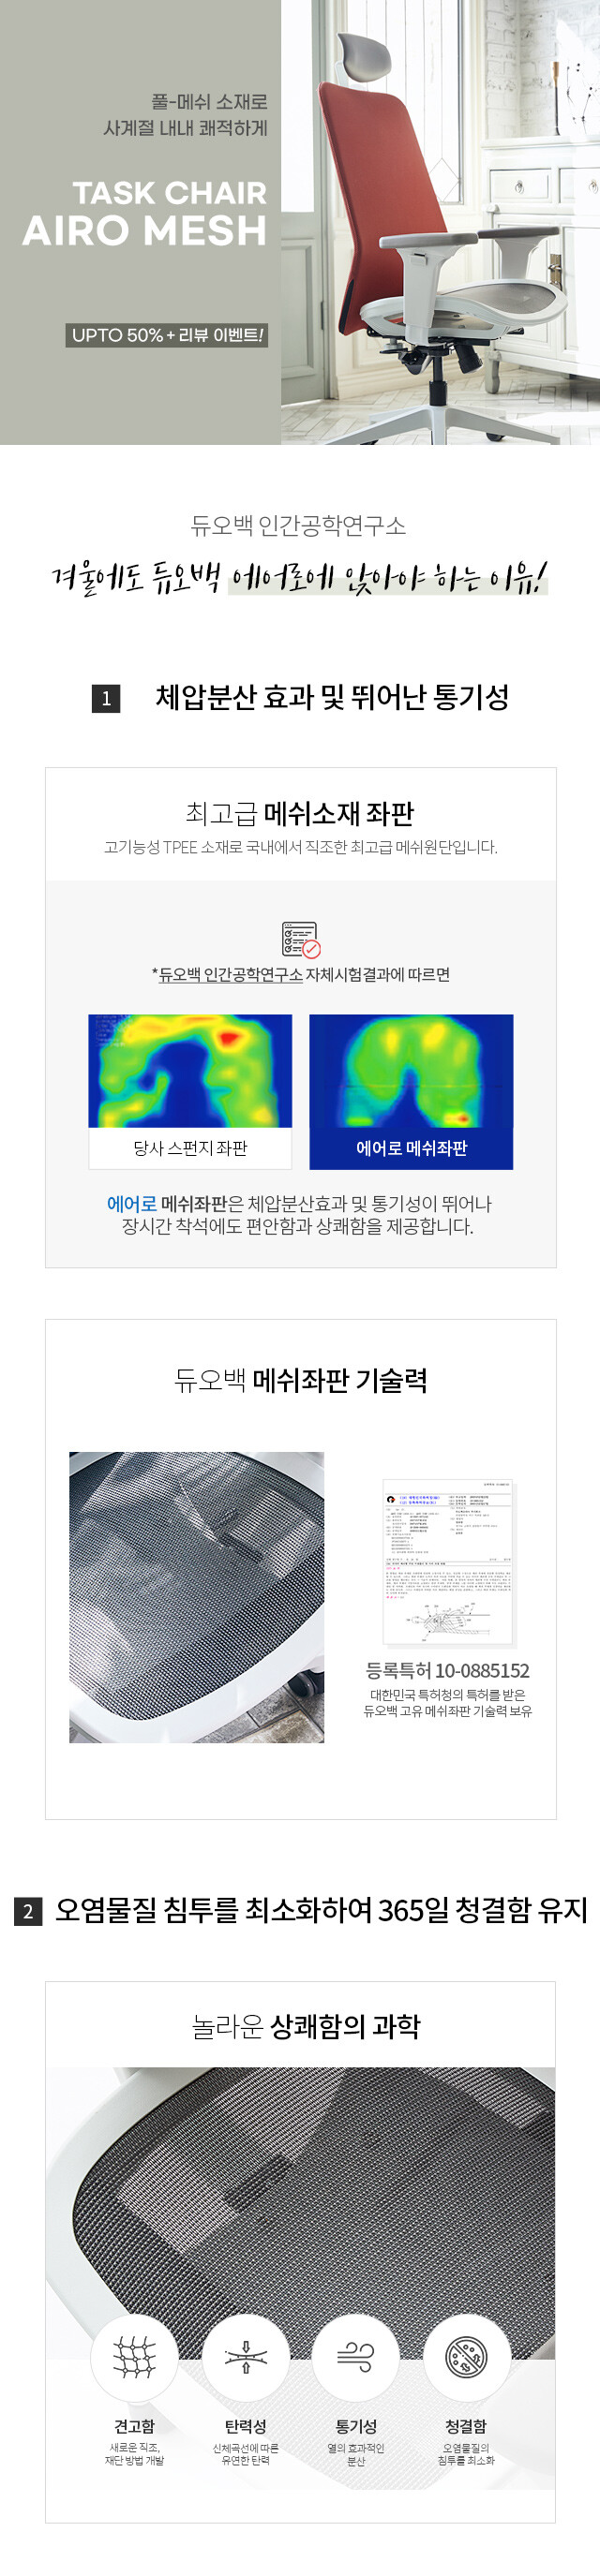 풀-메쉬 소재로
사계절 내내 쾌적하게
TASK CHAIR
AIRO MESH
UPTO 50% + 리뷰 이벤트!
듀오백 인간공학연구소
겨울에도 듀오백 에어로에 앉아야 하는 이유!
1 체압분산 효과 및 뛰어난 통기성
최고급 메쉬소재 좌판
고기능성 TPEE 소재로 국내에서 직조한 최고급 메쉬원단입니다.
*듀오백 인간공학연구소 자체시험결과에 따르면
당사 스펀지 좌판
에어로 메쉬좌판
에어로 메쉬좌판은 체압분산효과 및 통기성이 뛰어나
장시간 착석에도 편안함과 상쾌함을 제공합니다.
듀오백 메쉬좌판 기술력
등록특허 10-0885152
대한민국 특허청의 특허를 받은
듀오백 고유 메쉬좌판 기술력 보유
2 오염물질 침투를 최소화하여 365일 청결함 유지
놀라운 상쾌함의 과학
견고함
새로운 직조,
재단 방법 개발
탄력성
신체곡선에 따른
유연한 탄력
통기성
열의 효과적인
분산
청결함
오염물질의
침투를 최소화